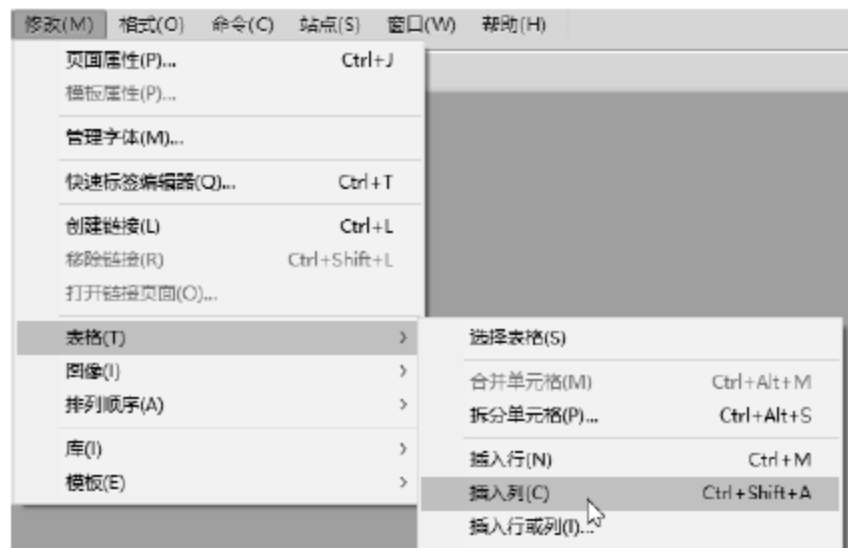 修改(M) 格式(O) 命令(C) 站点(S) 窗口(W) 帮助(H)
页面属性(P)... Ctrl+J
模板属性(P)...
管理字体(M)...
快速标签编辑器(Q)... Ctrl+T
创建链接(L) Ctrl+L
移除链接(R) Ctrl+Shift+L
打开链接页面(O)...
表格(T)
图像(I)
排列顺序(A)
库(I)
模板(E)
选择表格(S)
合并单元格(M) Ctrl+Alt+M
拆分单元格(P)... Ctrl+Alt+S
插入行(N) Ctrl+M
插入列(C) Ctrl+Shift+A
插入行或列(I)...